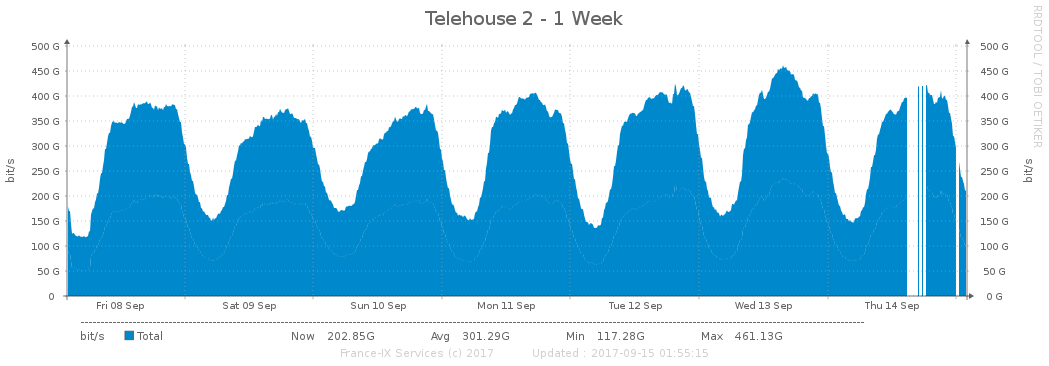 Telehouse 2 - 1 Week
RRDTOOL / TOBI OETIKER
bit/s
500 G
450 G
400 G
350 G
300 G
250 G
200 G
150 G
100 G
50 G
0
500 G
450 G
400 G
350 G
300 G
250 G
200 G
150 G
100 G
50 G
0 G
bit/s
Fri 08 Sep Sat 09 Sep Sun 10 Sep Mon 11 Sep Tue 12 Sep Wed 13 Sep Thu 14 Sep
bit/s Total Now 202.85G Avg 301.29G Min 117.28G Max 461.13G
France-IX Services (c) 2017 Updated : 2017-09-15 01:55:15